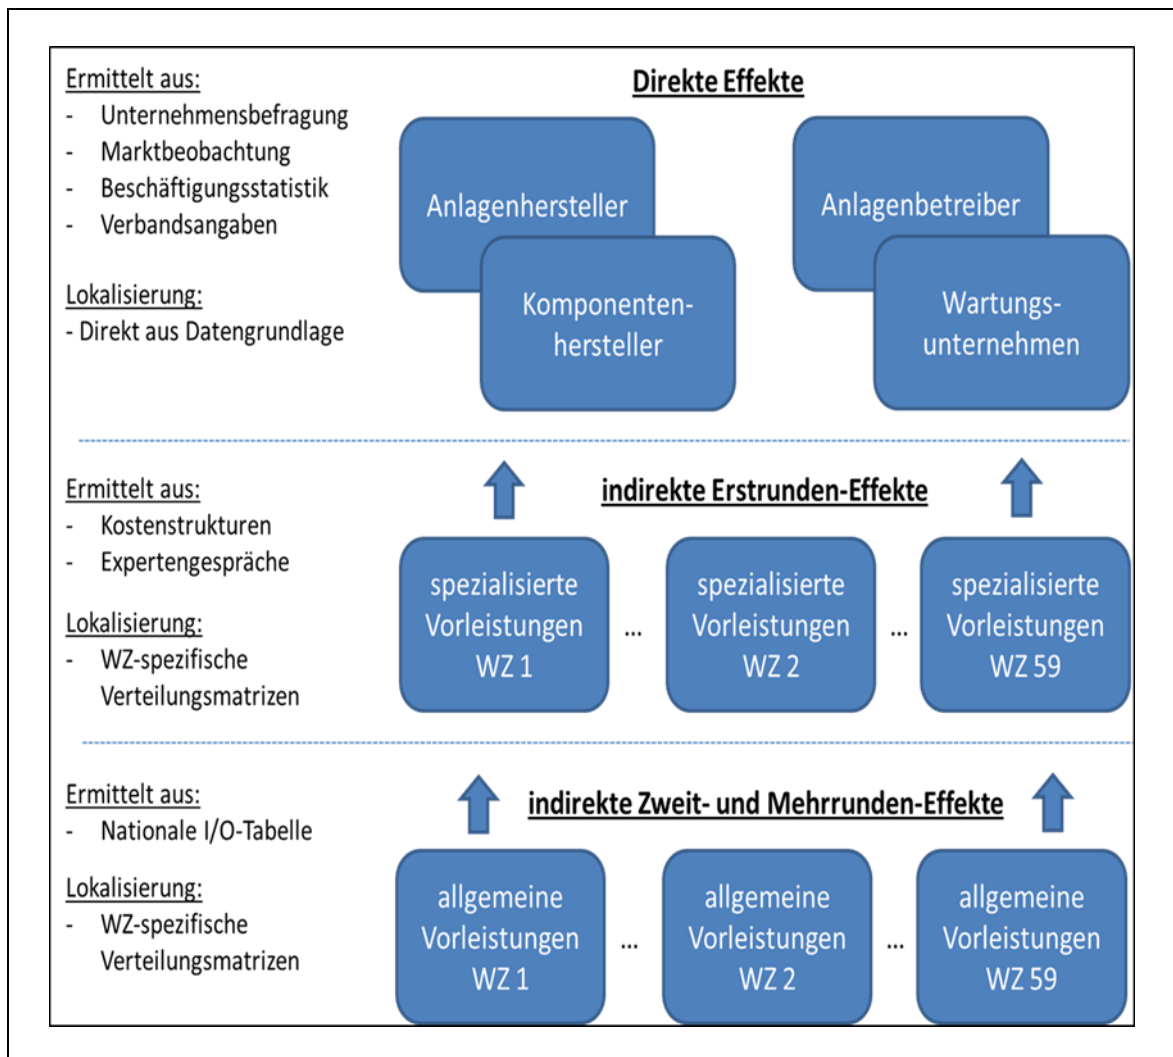 Ermittelt aus:
- Unternehmensbefragung
- Marktbeobachtung
- Beschäftigungsstatistik
- Verbandsangaben
Lokalisierung:
- Direkt aus Datengrundlage
Direkte Effekte
Anlagenhersteller
Komponenten-
hersteller
Anlagenbetreiber
Wartungs-
unternehmen
Ermittelt aus:
- Kostenstrukturen
- Expertengespräche
Lokalisierung:
- WZ-spezifische
Verteilungsmatrizen
indirekte Erstrunden-Effekte
spezialisierte
Vorleistungen
WZ 1
...
spezialisierte
Vorleistungen
WZ 2
...
spezialisierte
Vorleistungen
WZ 59
Ermittelt aus:
- Nationale I/O-Tabelle
Lokalisierung:
- WZ-spezifische
Verteilungsmatrizen
indirekte Zweit- und Mehrrunden-Effekte
allgemeine
Vorleistungen
WZ 1
...
allgemeine
Vorleistungen
WZ 2
...
allgemeine
Vorleistungen
WZ 59